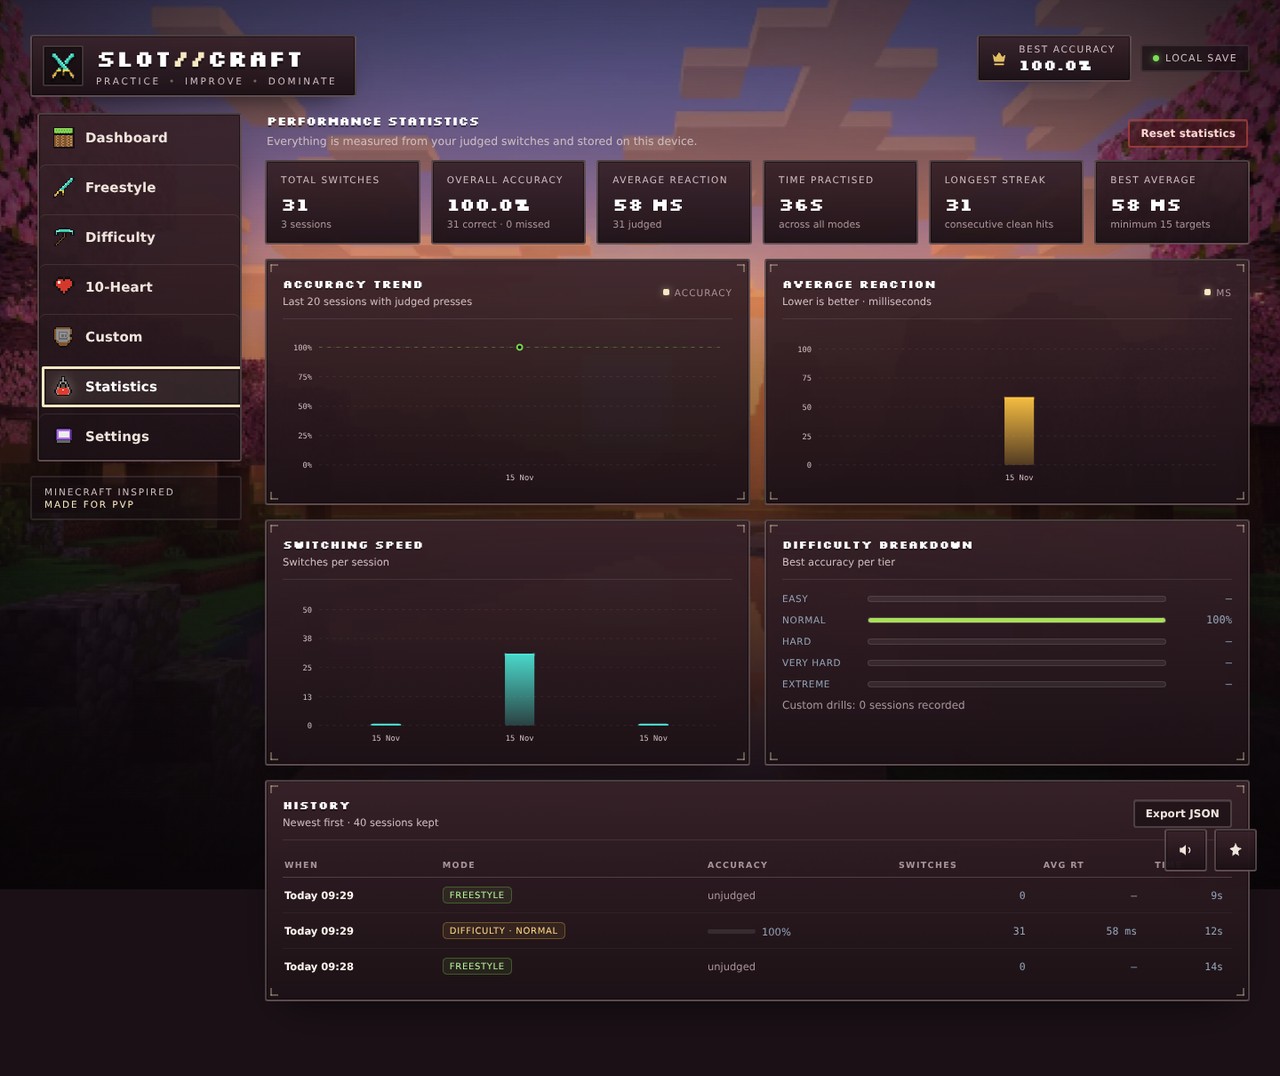 SLOT//CRAFT
PRACTICE • IMPROVE • DOMINATE
BEST ACCURACY
100.0%
LOCAL SAVE
Dashboard
Freestyle
Difficulty
10-Heart
Custom
Statistics
Settings
MINECRAFT INSPIRED
MADE FOR PVP
PERFORMANCE STATISTICS
Everything is measured from your judged switches and stored on this device.
Reset statistics
TOTAL SWITCHES
31
3 sessions
OVERALL ACCURACY
100.0%
31 correct · 0 missed
AVERAGE REACTION
58 MS
31 judged
TIME PRACTISED
36S
across all modes
LONGEST STREAK
31
consecutive clean hits
BEST AVERAGE
58 MS
minimum 15 targets
ACCURACY TREND
Last 20 sessions with judged presses
ACCURACY
100%
75%
50%
25%
0%
15 Nov
AVERAGE REACTION
Lower is better · milliseconds
MS
100
75
50
25
0
15 Nov
SWITCHING SPEED
Switches per session
50
38
25
13
0
15 Nov 15 Nov 15 Nov
DIFFICULTY BREAKDOWN
Best accuracy per tier
EASY –
NORMAL 100%
HARD –
VERY HARD –
EXTREME –
Custom drills: 0 sessions recorded
HISTORY
Newest first · 40 sessions kept
Export JSON
WHEN MODE ACCURACY SWITCHES AVG RT
Today 09:29 FREESTYLE unjudged 0 – 9s
Today 09:29 DIFFICULTY · NORMAL 100% 31 58 ms 12s
Today 09:28 FREESTYLE unjudged 0 – 14s